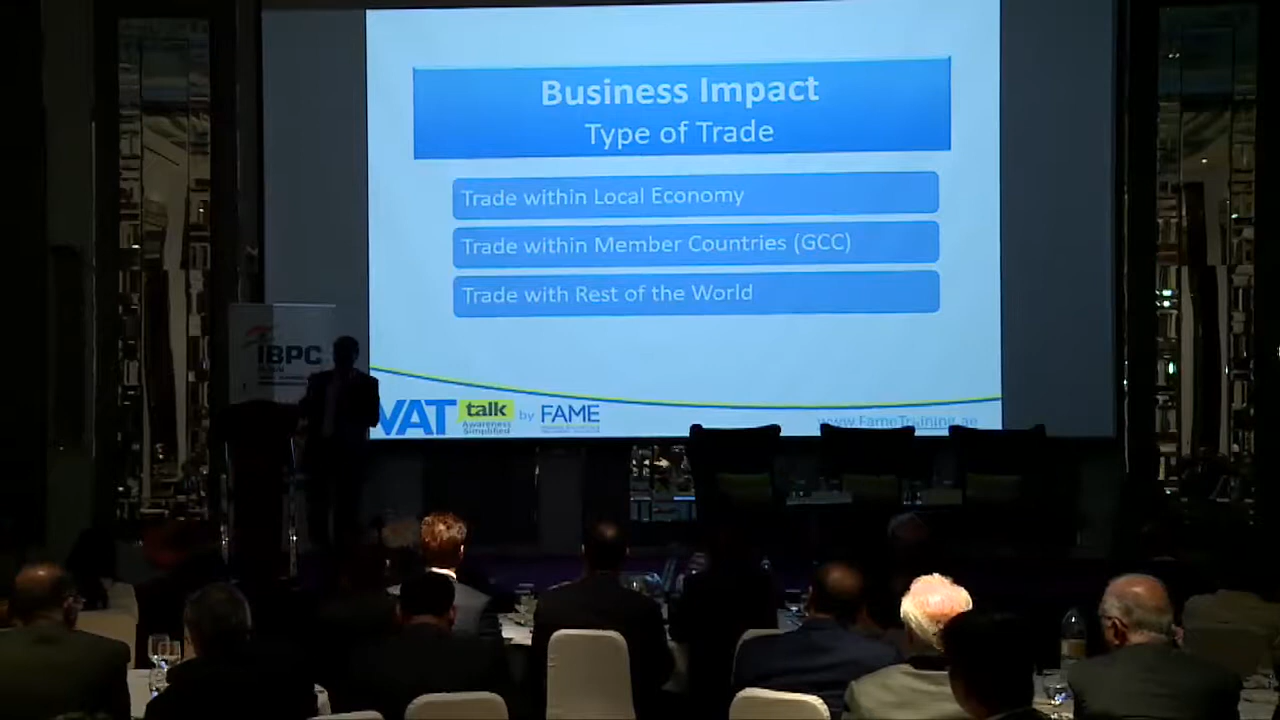 Business Impact
Type of Trade
Trade within Local Economy
Trade within Member Countries (GCC)
Trade with Rest of the World
IBPC
VAT talk by FAME
Awareness
Simplified
www.FameTraining.ae